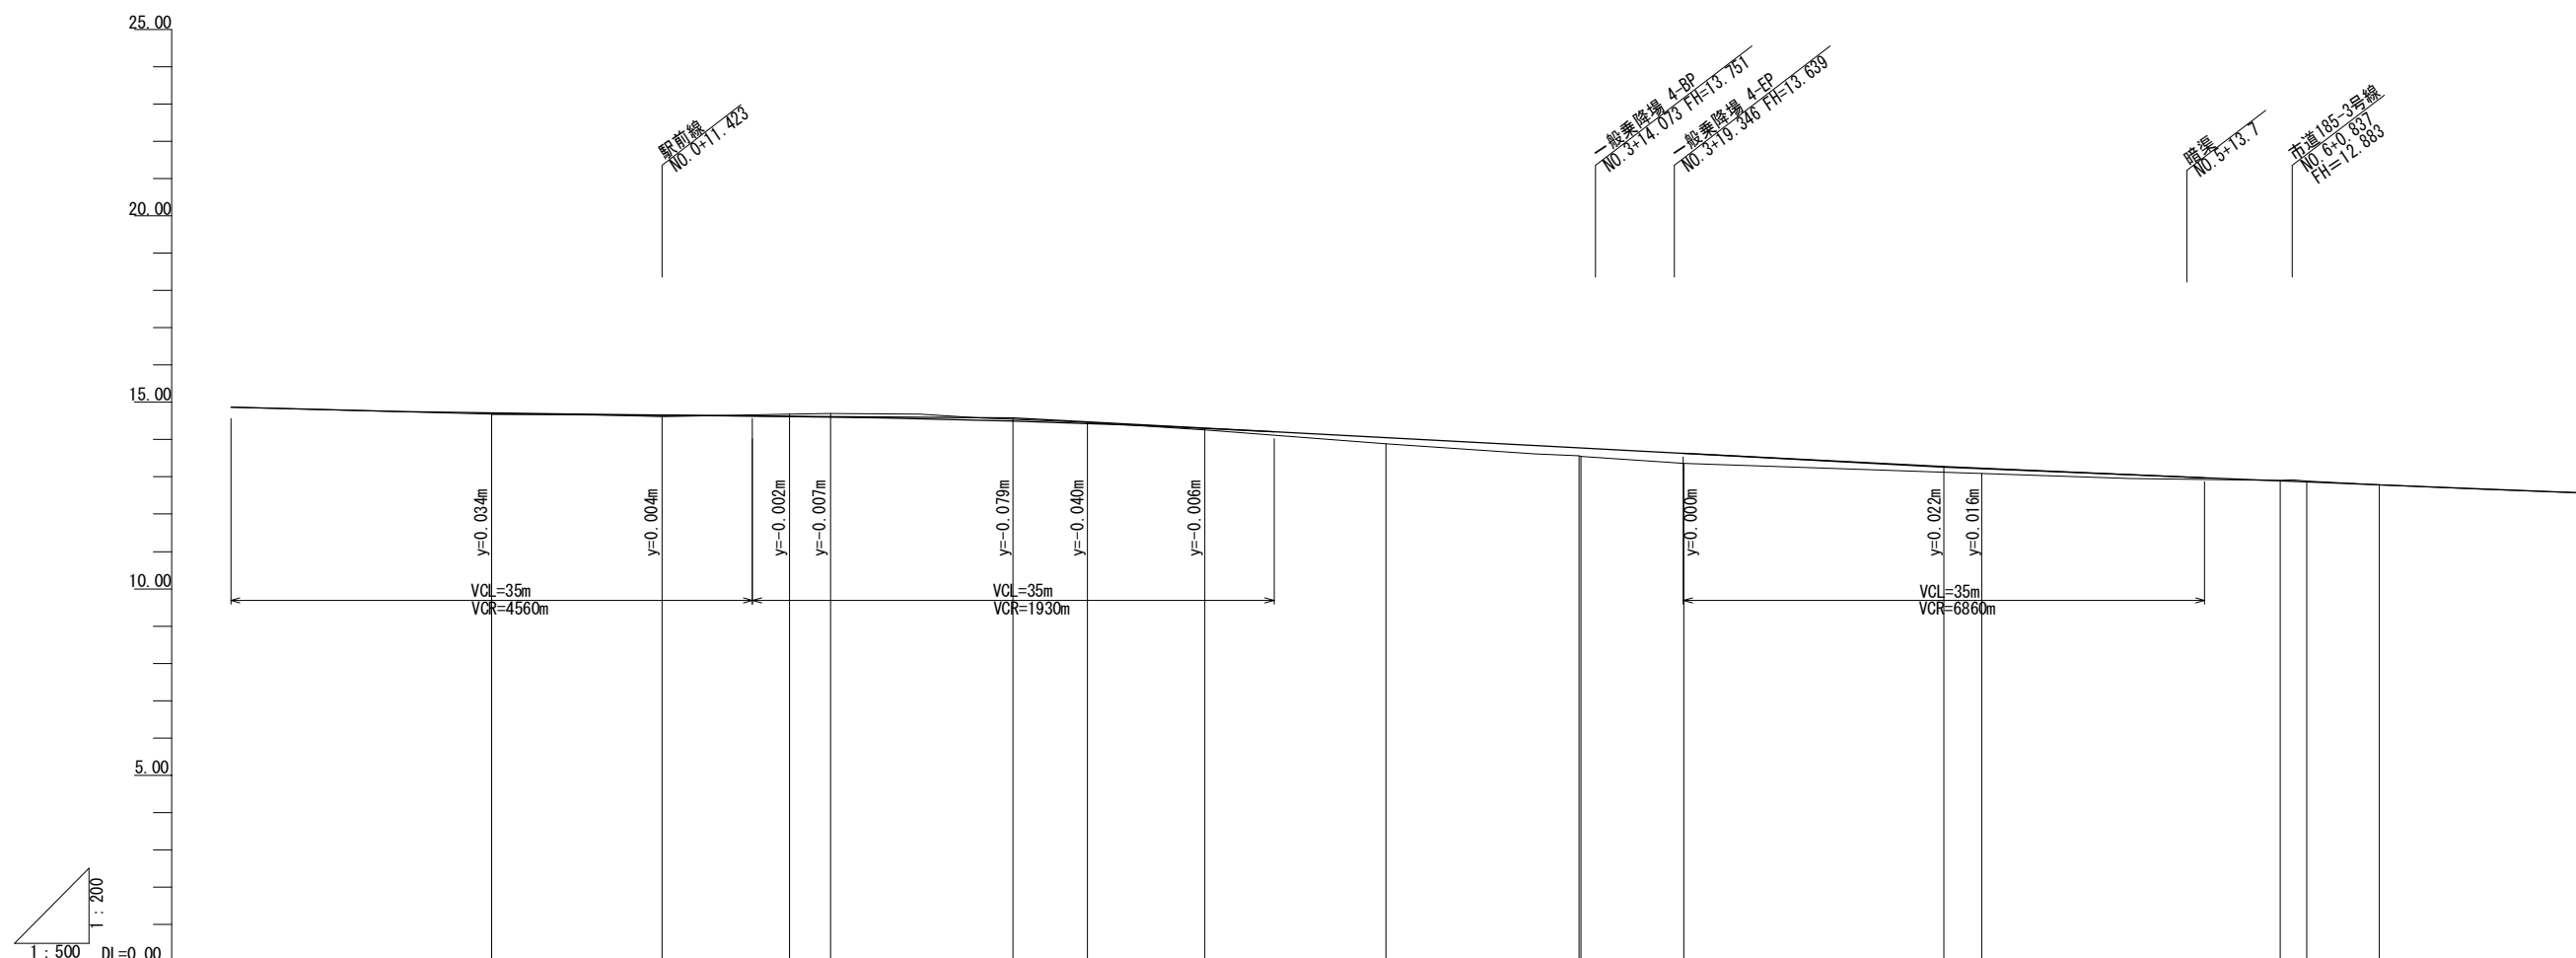 25.00
20.00
15.00
10.00
5.00
DL=0.00
1：200
1：500
駅前線
NO.0+11.423
一般乗降場 4-BP
NO.3+14.073 FH=13.751
一般乗降場 4-EP
NO.3+19.346 FH=13.639
暗渠
NO.5+13.7
市道185-3号線
NO.6+0.837
FH=12.883
y=0.034m
y=0.004m
y=-0.002m
y=-0.007m
y=-0.079m
y=-0.040m
y=-0.006m
y=0.000m
y=0.022m
y=0.016m
VCL=35m
VCR=4560m
VCL=35m
VCR=1930m
VCL=35m
VCR=6860m